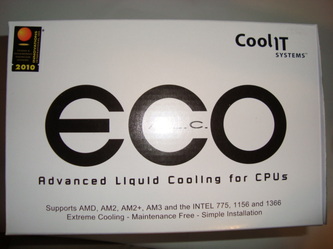 CoolIT
SYSTEMS
2010
eco
A.L.C.
Advanced Liquid Cooling for CPUs
Supports AMD, AM2, AM2+, AM3 and the INTEL 775, 1156 and 1366
Extreme Cooling - Maintenance Free - Simple Installation